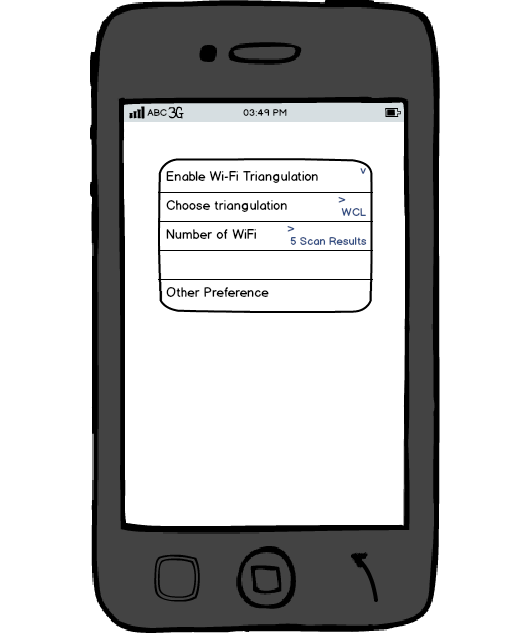 ABC 3G 03:49 PM
Enable Wi-Fi Triangulation v
Choose triangulation >
WCL
Number of WiFi >
5 Scan Results
Other Preference